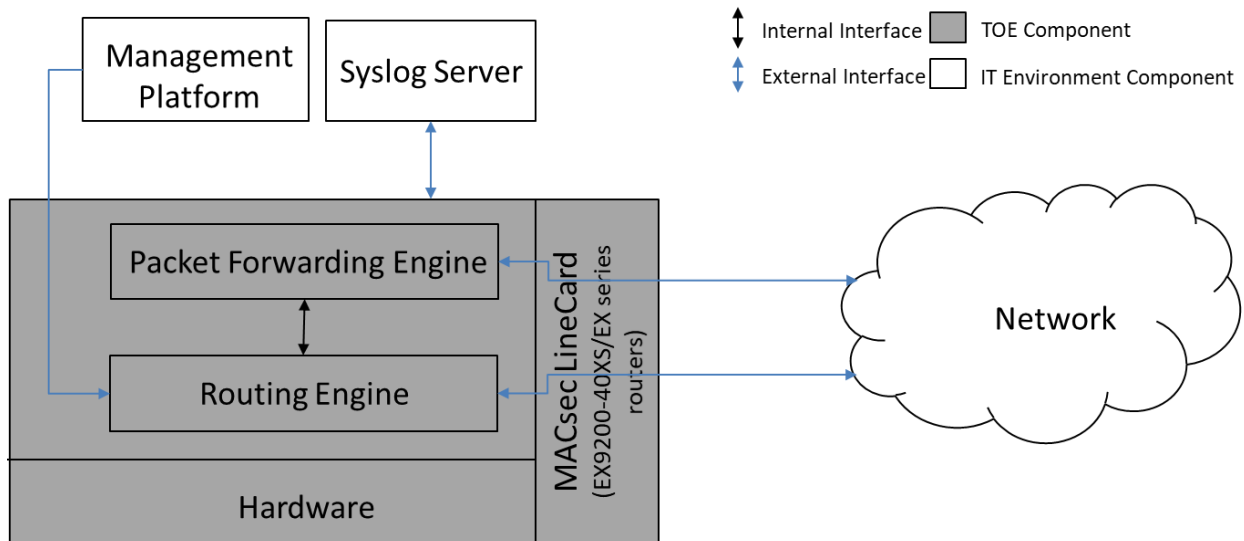 Management
Platform
Syslog Server
Internal Interface
TOE Component
External Interface
IT Environment Component
Packet Forwarding Engine
Routing Engine
Hardware
MACsec LineCard
(EX9200-40XS/EX series
routers)
Network